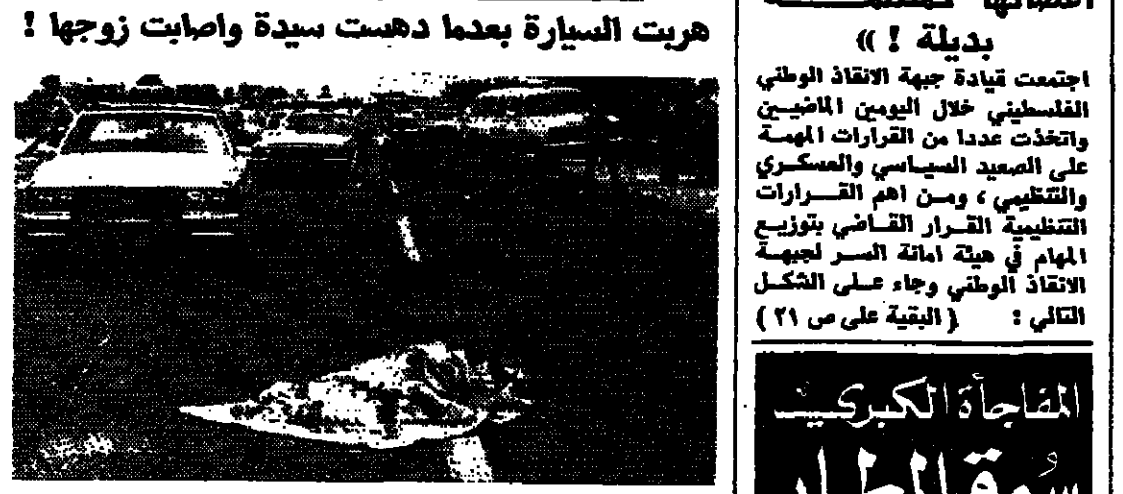 هربت السيارة بعدما دهست سيدة واصابت زوجها !
بديلة ! »
اجتمعت قيادة جبهة الانقاذ الوطني
الفلسطيني خلال اليومين الماضيين
واتخذت عددا من القرارات المهمة
على الصعيد السياسي والعسكري
والتنظيمي ، ومن اهم القرارات
التنظيمية القرار القاضي بتوزيع
المهام في هيئة امانة السر لجبهة
الانقاذ الوطني وجاء على الشكل
التالي : ( البقية على ص ٢١ )
المفاجأة الكبرى